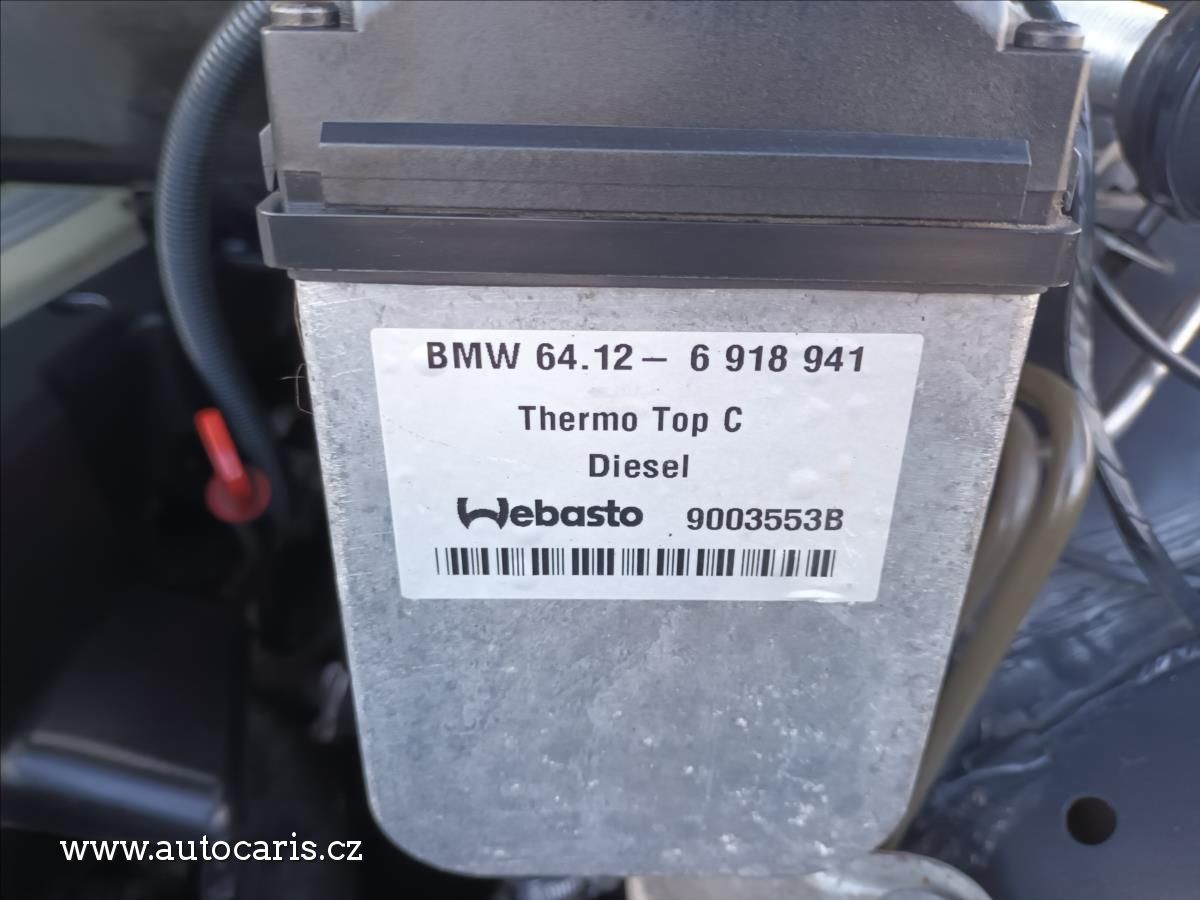 BMW 64.12– 6 918 941
Thermo Top C
Diesel
Webasto 9003553B
www.autocaris.cz